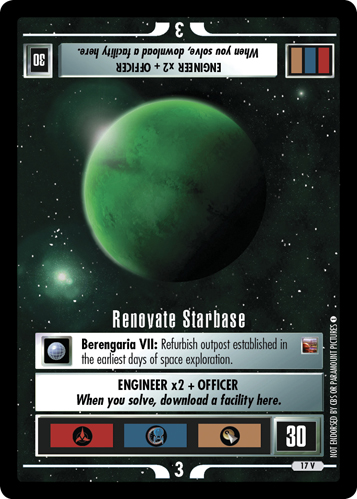 3
ENGINEER x2 + OFFICER
When you solve, download a facility here.
30
Renovate Starbase
Berengaria VII: Refurbish outpost established in
the earliest days of space exploration.
ENGINEER x2 + OFFICER
When you solve, download a facility here.
30
3
17 V
NOT ENDORSED BY CBS OR PARAMOUNT PICTURES